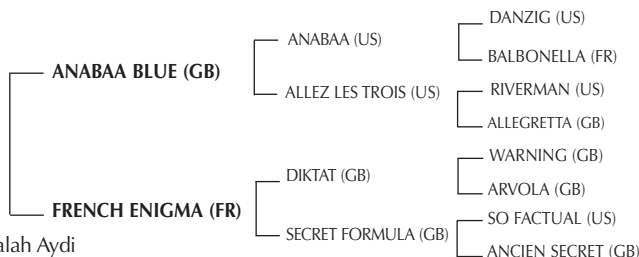 DANZIG (US)
ANABAA (US)
BALBONELLA (FR)
ANABAA BLUE (GB)
RIVERMAN (US)
ALLEZ LES TROIS (US)
ALLEGRETTA (GB)
WARNING (GB)
DIKTAT (GB)
ARVOLA (GB)
FRENCH ENIGMA (FR)
SO FACTUAL (US)
SECRET FORMULA (GB)
ANCIEN SECRET (GB)
alah Aydi